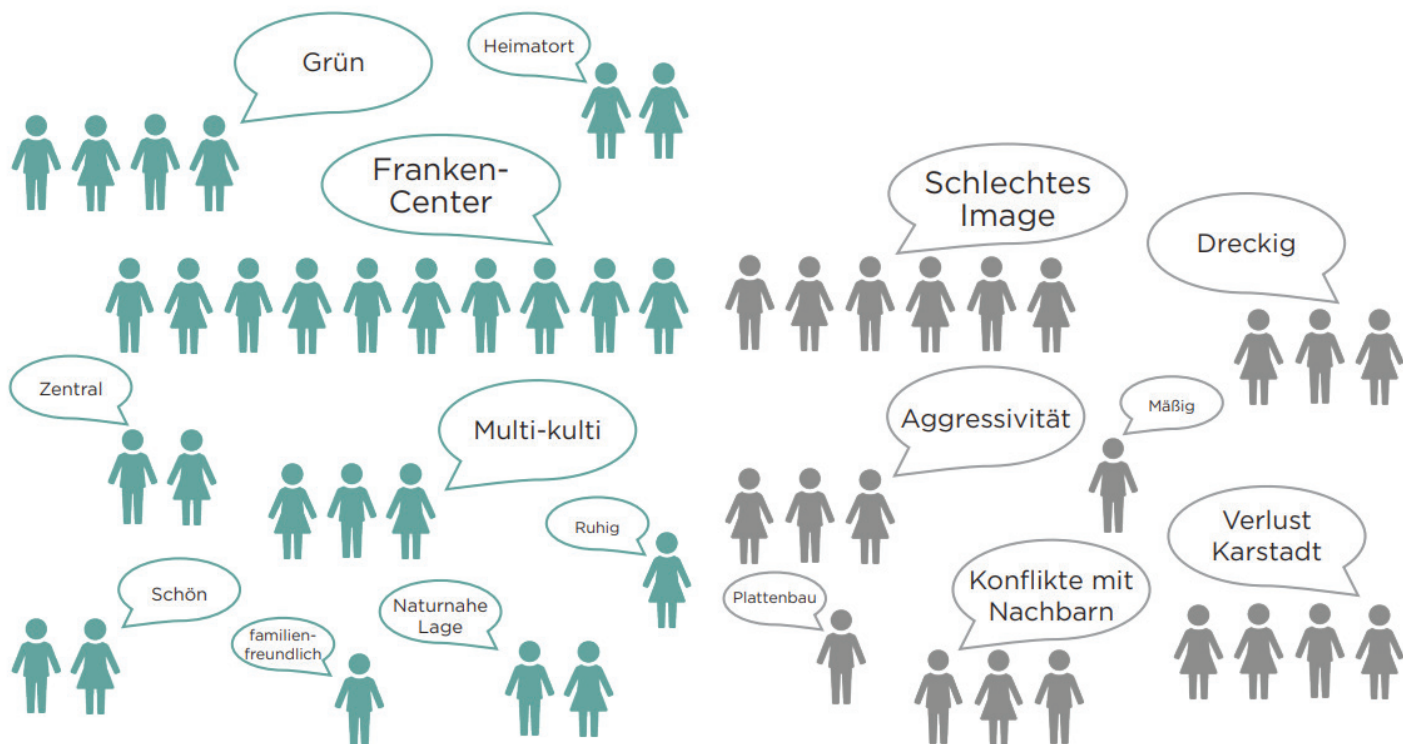 Grün
Heimatort
Franken-
Center
Zentral
Multi-kulti
Ruhig
Schön
familien-
freundlich
Naturnahe
Lage
Schlechtes
Image
Dreckig
Aggressivität
Mäßig
Verlust
Karstadt
Plattenbau
Konflikte mit
Nachbarn